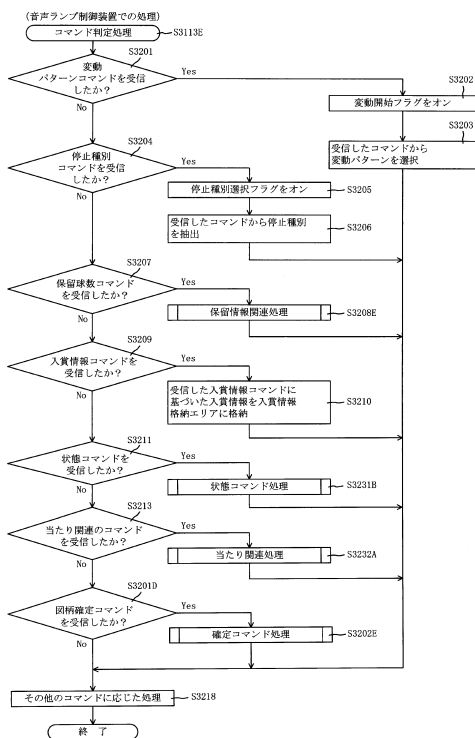 (音声ランプ制御装置での処理)
コマンド判定処理
S3113E
S3201
変動
パターンコマンドを受信
したか？
Yes
No
S3202
変動開始フラグをオン
S3203
受信したコマンドから
変動パターンを選択
S3204
停止種別
コマンドを受信
したか？
Yes
No
停止種別選択フラグをオン
S3205
受信したコマンドから停止種別
を抽出
S3206
S3207
保留球数コマンド
を受信したか？
Yes
No
保留情報関連処理
S3208E
S3209
入賞情報コマンドを
受信したか？
Yes
No
受信した入賞情報コマンドに
基づいた入賞情報を入賞情報
格納エリアに格納
S3210
S3211
状態コマンドを
受信したか？
Yes
No
状態コマンド処理
S3231B
S3213
当たり関連のコマンド
を受信したか？
Yes
No
当たり関連処理
S3232A
S3201D
図柄確定コマンド
を受信したか？
Yes
No
確定コマンド処理
S3202E
その他のコマンドに応じた処理
S3218
終 了